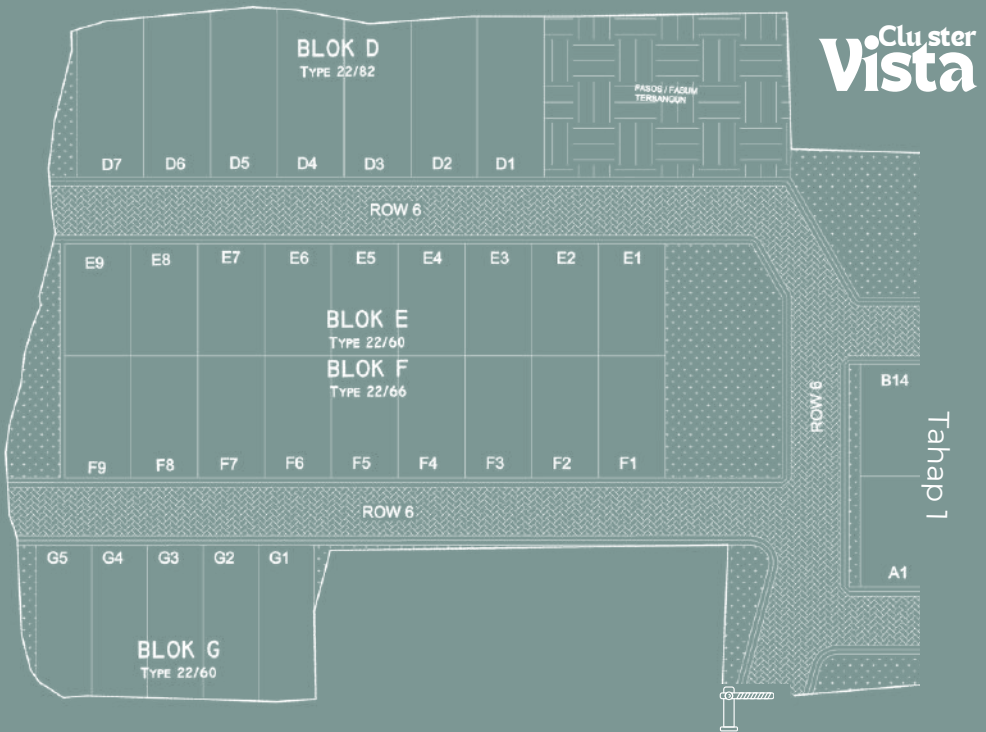 Clu ster
Vista
BLOK D
TYPE 22/82
FASOS / FASUM
TERBANGUN
D7 D6 D5 D4 D3 D2 D1
ROW 6
E9 E8 E7 E6 E5 E4 E3 E2 E1
BLOK E
TYPE 22/60
BLOK F
TYPE 22/66
F9 F8 F7 F6 F5 F4 F3 F2 F1
ROW 6
B14
Tahap 1
A1
ROW 6
G5 G4 G3 G2 G1
BLOK G
TYPE 22/60